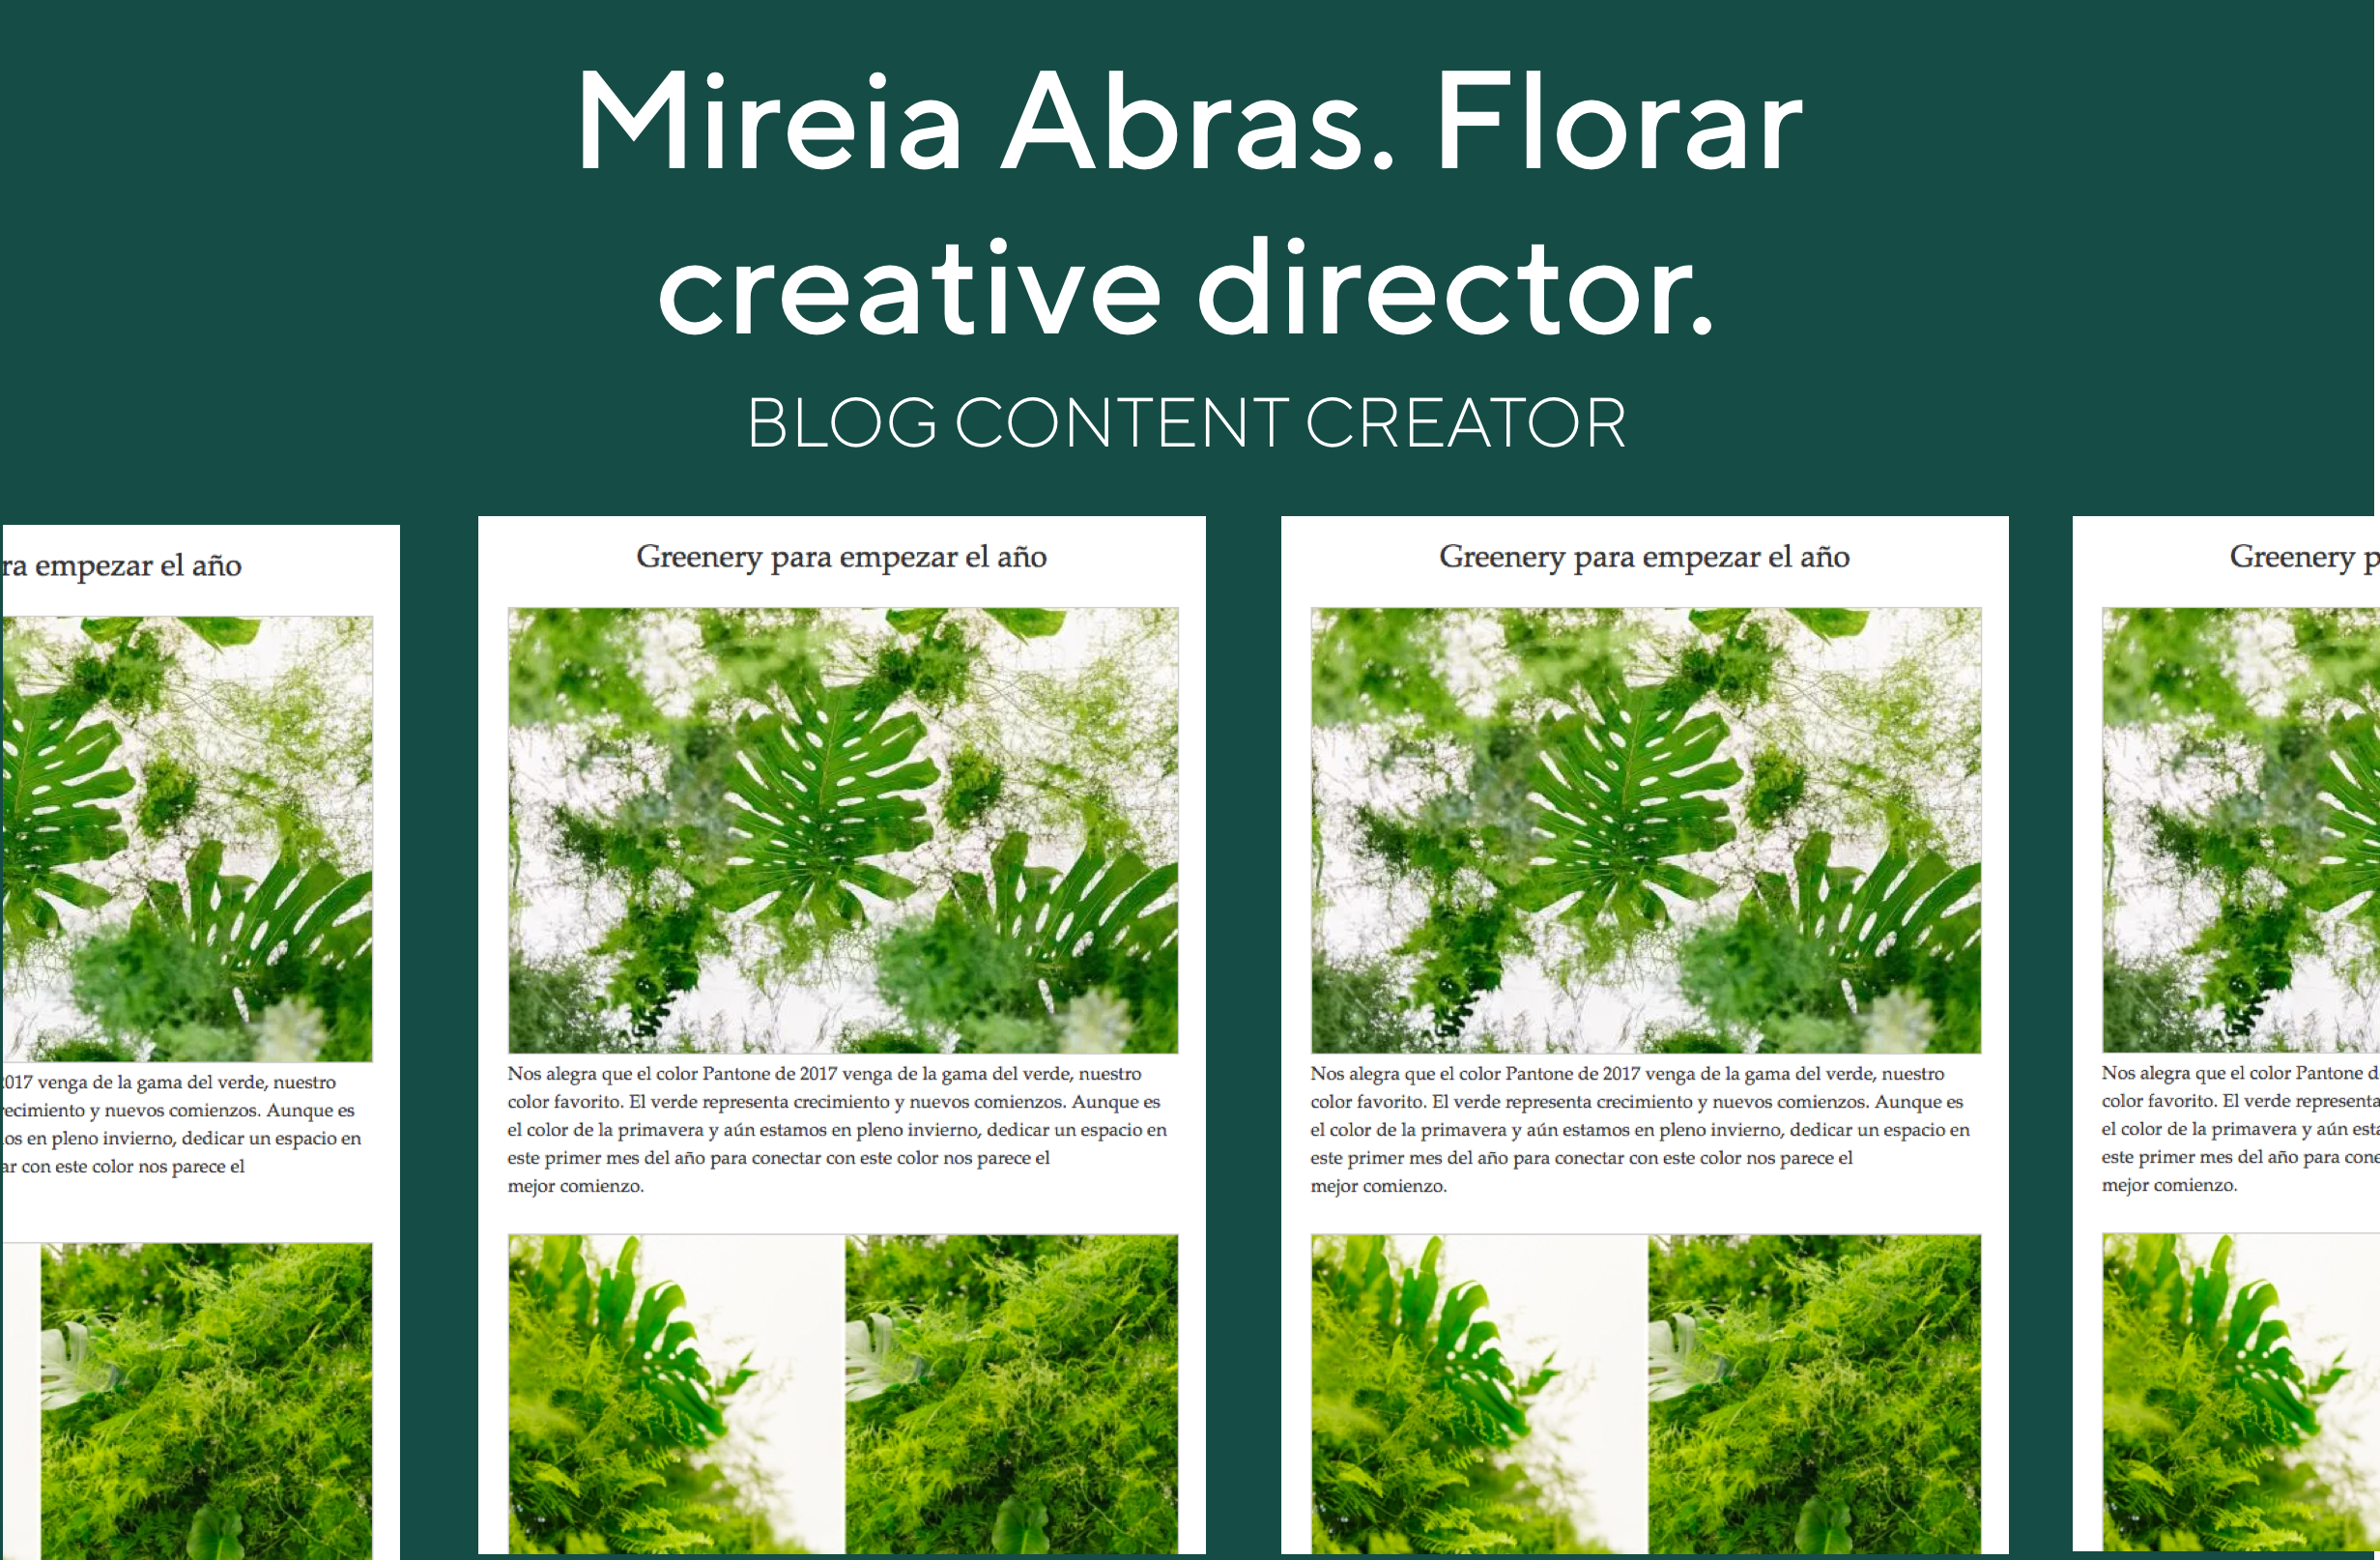 Mireia Abras. Florar
creative director.
BLOG CONTENT CREATOR
ra empezar el año
2017 venga de la gama del verde, nuestro
recimiento y nuevos comienzos. Aunque es
os en pleno invierno, dedicar un espacio en
ar con este color nos parece el
Greenery para empezar el año
Nos alegra que el color Pantone de 2017 venga de la gama del verde, nuestro
color favorito. El verde representa crecimiento y nuevos comienzos. Aunque es
el color de la primavera y aún estamos en pleno invierno, dedicar un espacio en
este primer mes del año para conectar con este color nos parece el
mejor comienzo.
Greenery para empezar el año
Nos alegra que el color Pantone de 2017 venga de la gama del verde, nuestro
color favorito. El verde representa crecimiento y nuevos comienzos. Aunque es
el color de la primavera y aún estamos en pleno invierno, dedicar un espacio en
este primer mes del año para conectar con este color nos parece el
mejor comienzo.
Greenery p
Nos alegra que el color Pantone d
color favorito. El verde representa
el color de la primavera y aún esta
este primer mes del año para cone
mejor comienzo.